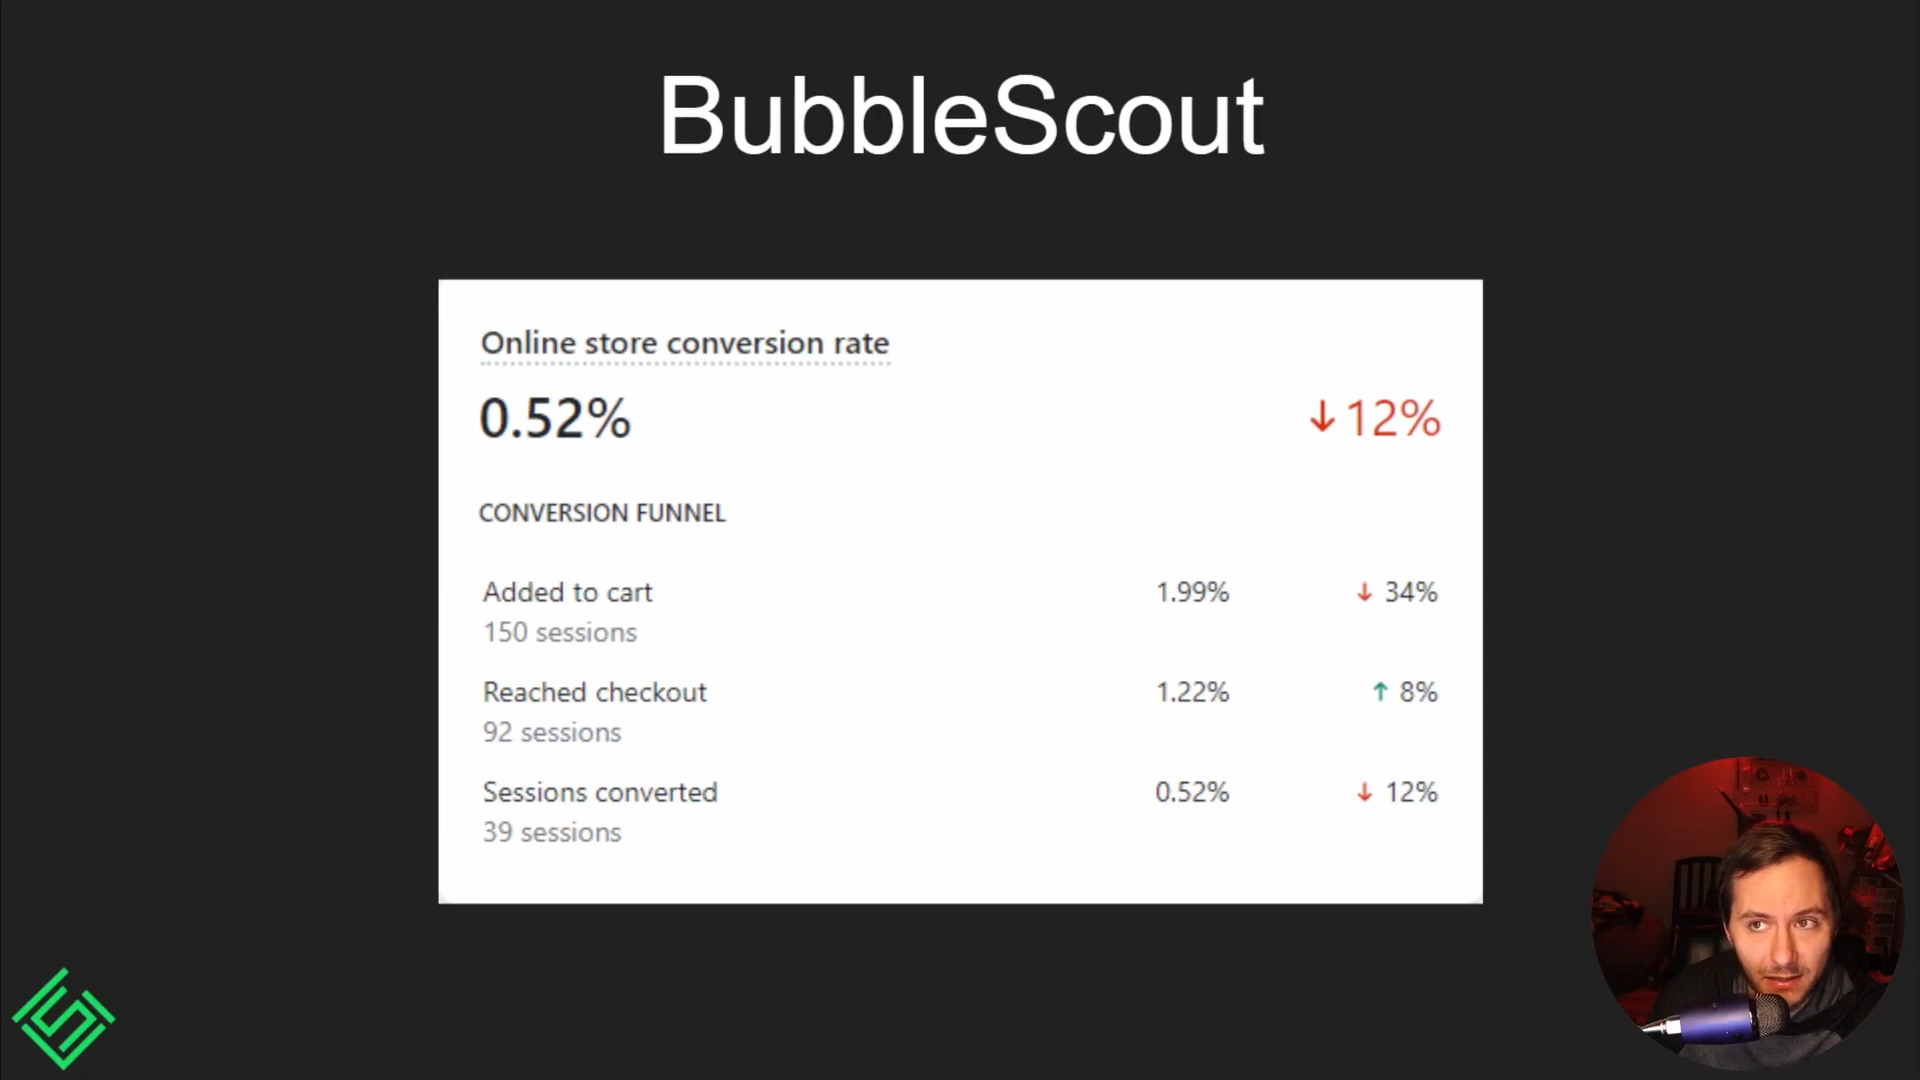 BubbleScout
Online store conversion rate
0.52% ↓12%
CONVERSION FUNNEL
Added to cart 1.99% ↓ 34%
150 sessions
Reached checkout 1.22% ↑ 8%
92 sessions
Sessions converted 0.52% ↓ 12%
39 sessions